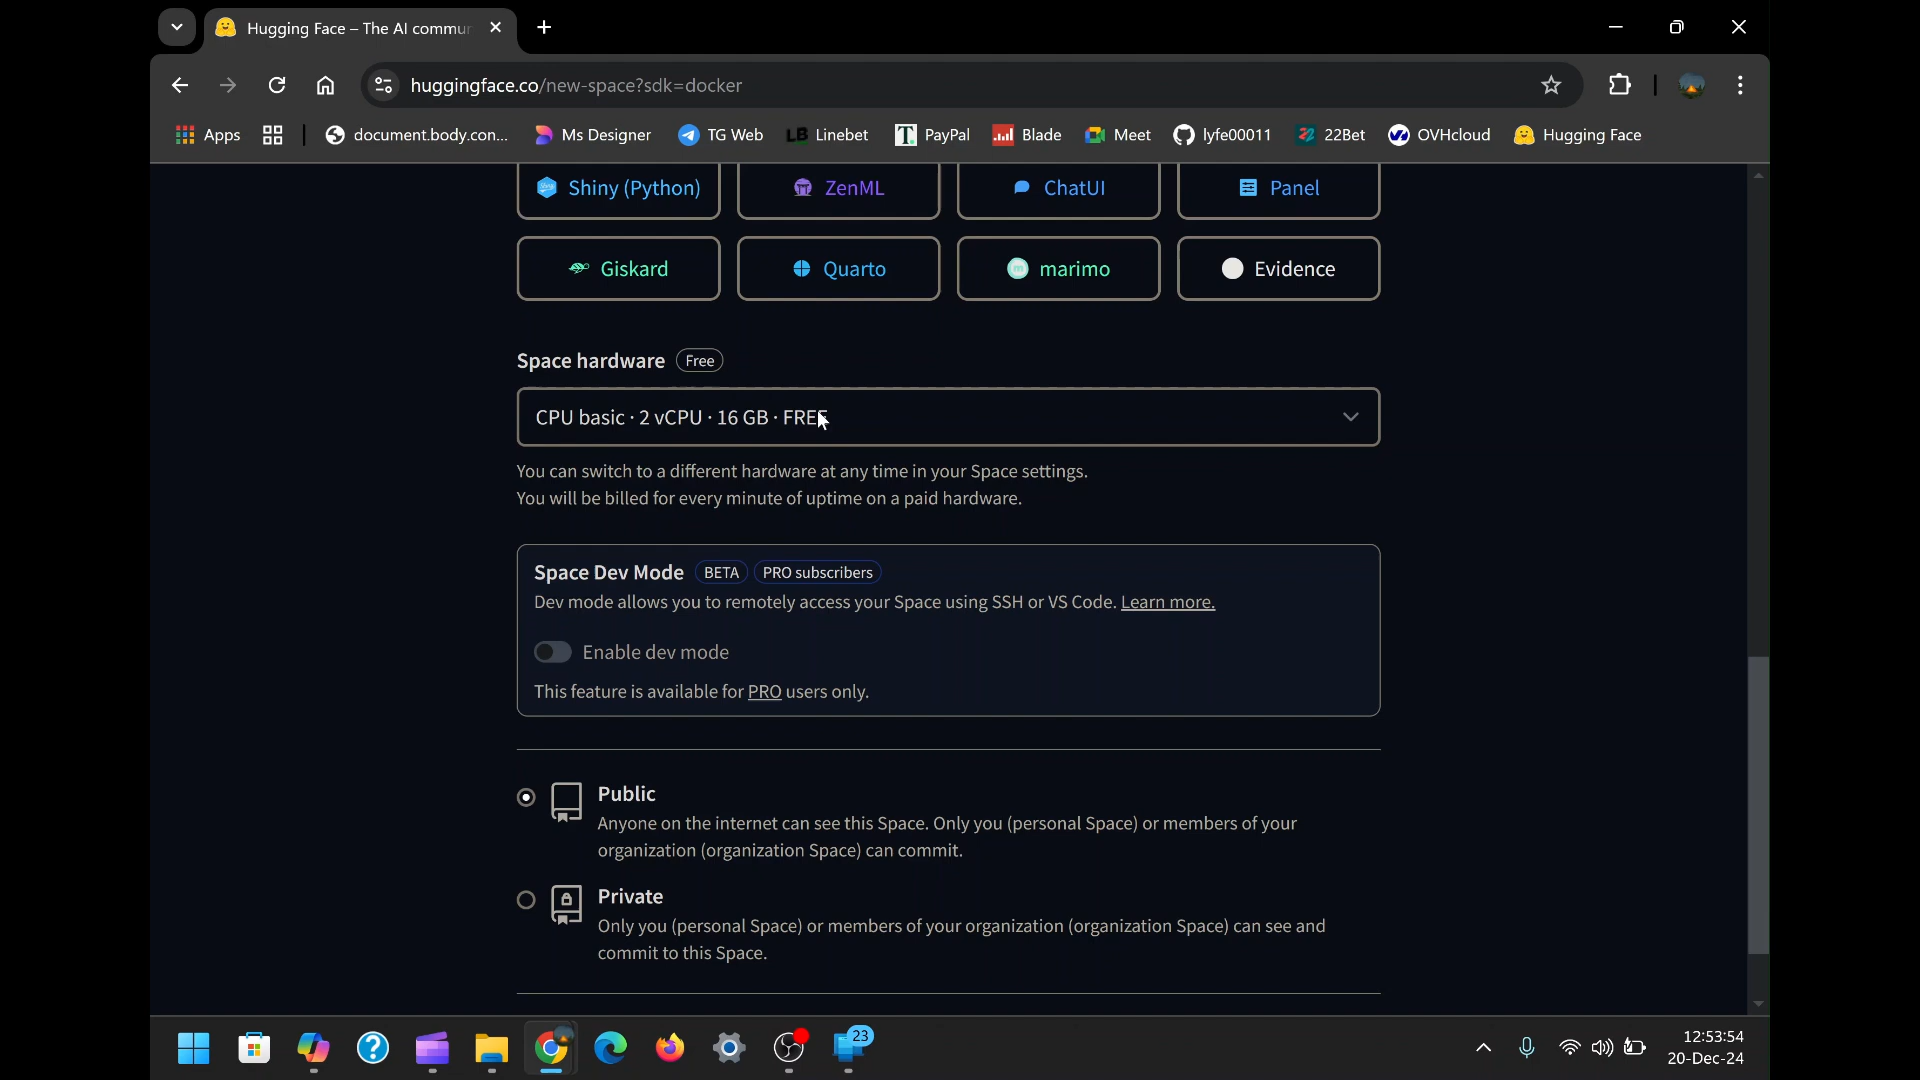 Hugging Face – The AI commu
huggingface.co/new-space?sdk=docker
Apps
document.body.con...
Ms Designer
TG Web
LB Linebet
T. PayPal
Blade
Meet
lyfe00011
22 22Bet
OVHcloud
Hugging Face
Shiny (Python)
ZenML
ChatUI
Panel
Giskard
Quarto
m marimo
Evidence
Space hardware Free
CPU basic · 2 vCPU · 16 GB · FREE
You can switch to a different hardware at any time in your Space settings.
You will be billed for every minute of uptime on a paid hardware.
Space Dev Mode BETA PRO subscribers
Dev mode allows you to remotely access your Space using SSH or VS Code. Learn more.
Enable dev mode
This feature is available for PRO users only.
Public
Anyone on the internet can see this Space. Only you (personal Space) or members of your
organization (organization Space) can commit.
Private
Only you (personal Space) or members of your organization (organization Space) can see and
commit to this Space.
23
12:53:54
20-Dec-24